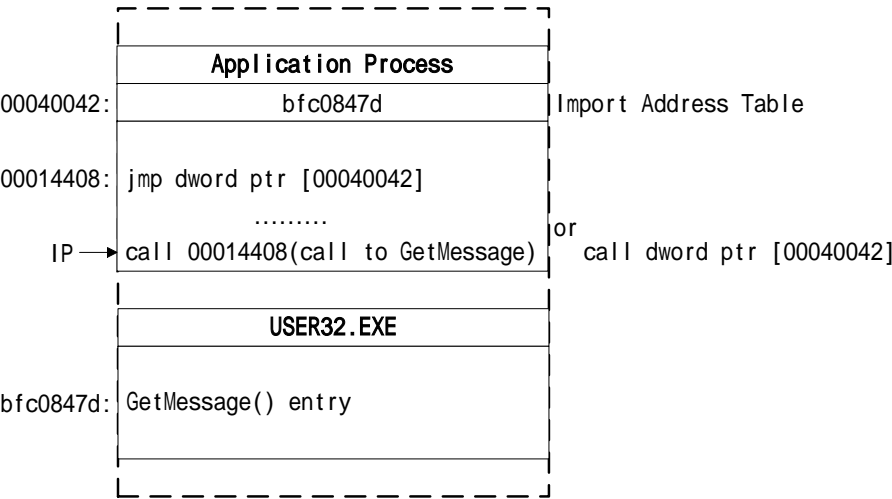 Application Process
00040042: bfc0847d Import Address Table
00014408: jmp dword ptr [00040042]
.........
or
IP call 00014408(call to GetMessage) call dword ptr [00040042]
USER32.EXE
bfc0847d: GetMessage() entry